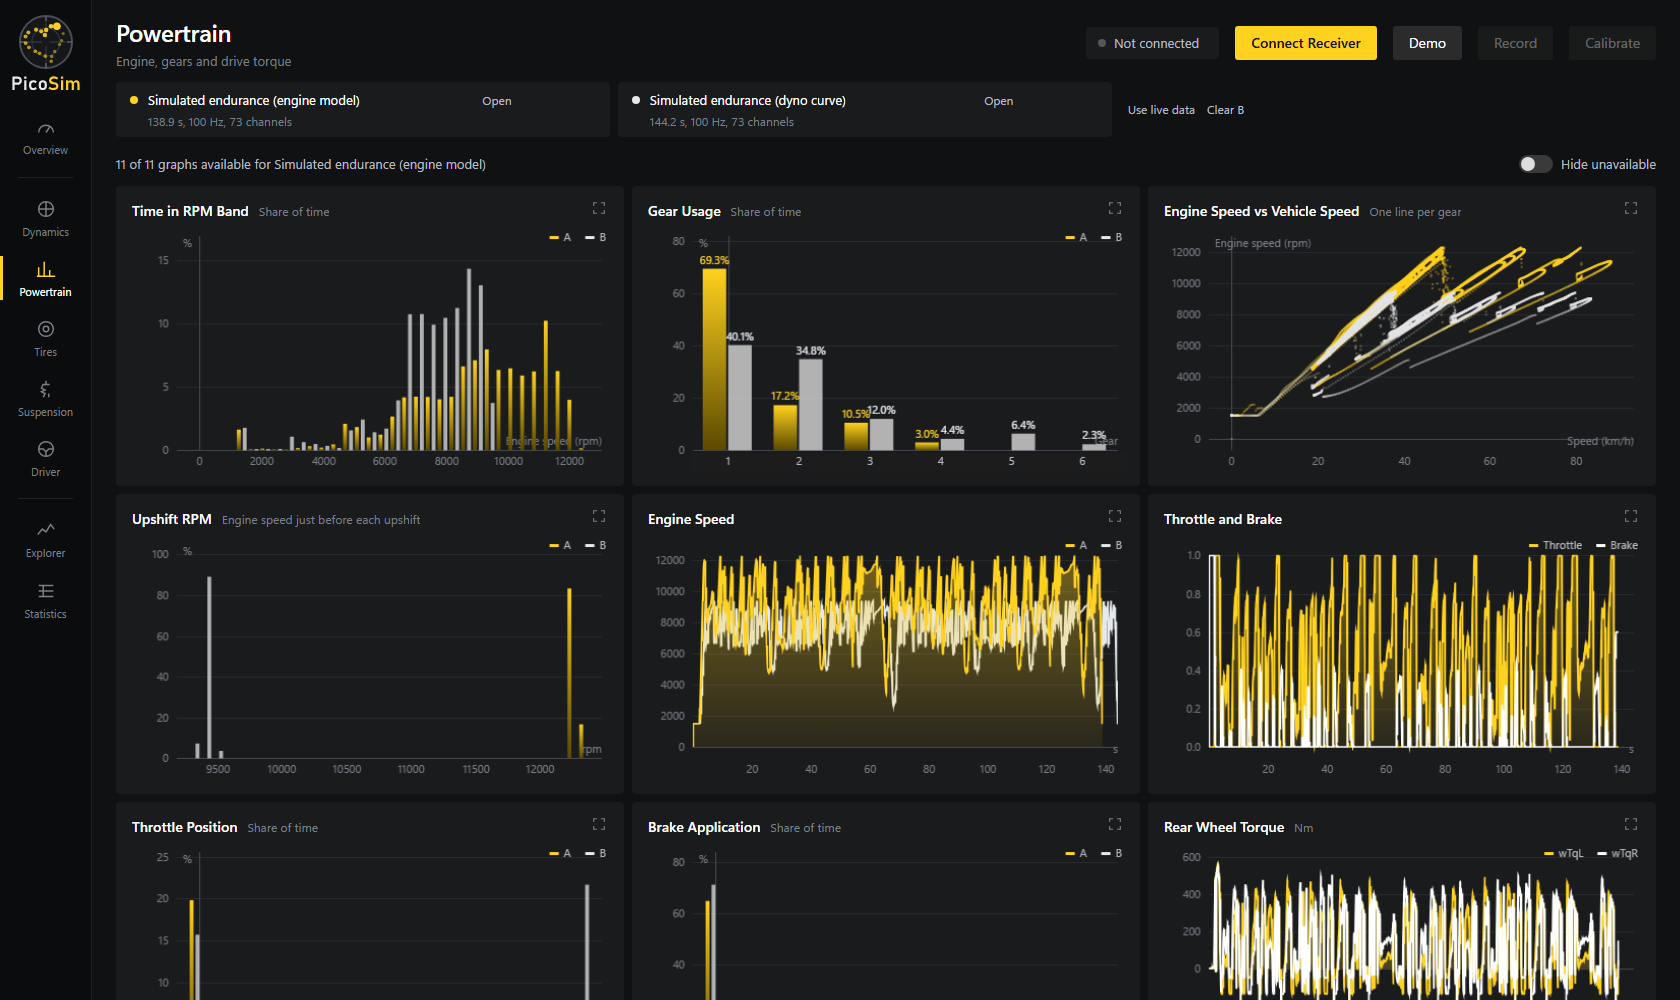 PicoSim
Overview
Dynamics
Powertrain
Tires
Suspension
Driver
Explorer
Statistics
Powertrain
Engine, gears and drive torque
Not connected
Connect Receiver
Demo
Record
Calibrate
Simulated endurance (engine model)
Open
138.9 s, 100 Hz, 73 channels
Simulated endurance (dyno curve)
Open
144.2 s, 100 Hz, 73 channels
Use live data
Clear B
11 of 11 graphs available for Simulated endurance (engine model)
Hide unavailable
Time in RPM Band Share of time
A B
%
15
10
5
0
Engine speed (rpm)
0 2000 4000 6000 8000 10000 12000
Gear Usage Share of time
A B
%
80
60
40
20
0
69.3%
40.1%
17.2%
34.8%
10.5%
12.0%
3.0%
4.4%
6.4%
2.3%
Gear
1 2 3 4 5 6
Engine Speed vs Vehicle Speed One line per gear
Engine speed (rpm)
12000
10000
8000
6000
4000
2000
0
Speed (km/h)
0 20 40 60 80
Upshift RPM Engine speed just before each upshift
A B
%
100
80
60
40
20
0
rpm
9500 10000 10500 11000 11500 12000
Engine Speed
A B
12000
10000
8000
6000
4000
2000
0
s
20 40 60 80 100 120 140
Throttle and Brake
Throttle Brake
1.0
0.8
0.6
0.4
0.2
0.0
s
20 40 60 80 100 120 140
Throttle Position Share of time
A B
%
25
20
15
10
Brake Application Share of time
A B
%
80
60
40
Rear Wheel Torque Nm
wTqL wTqR
600
400
200
0